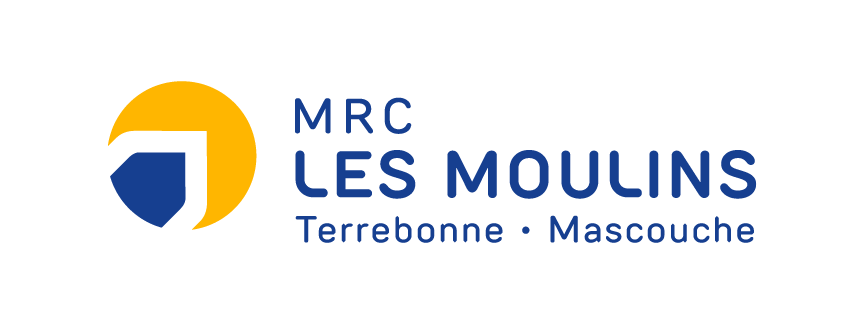 MRC
LES MOULINS
Terrebonne • Mascouche